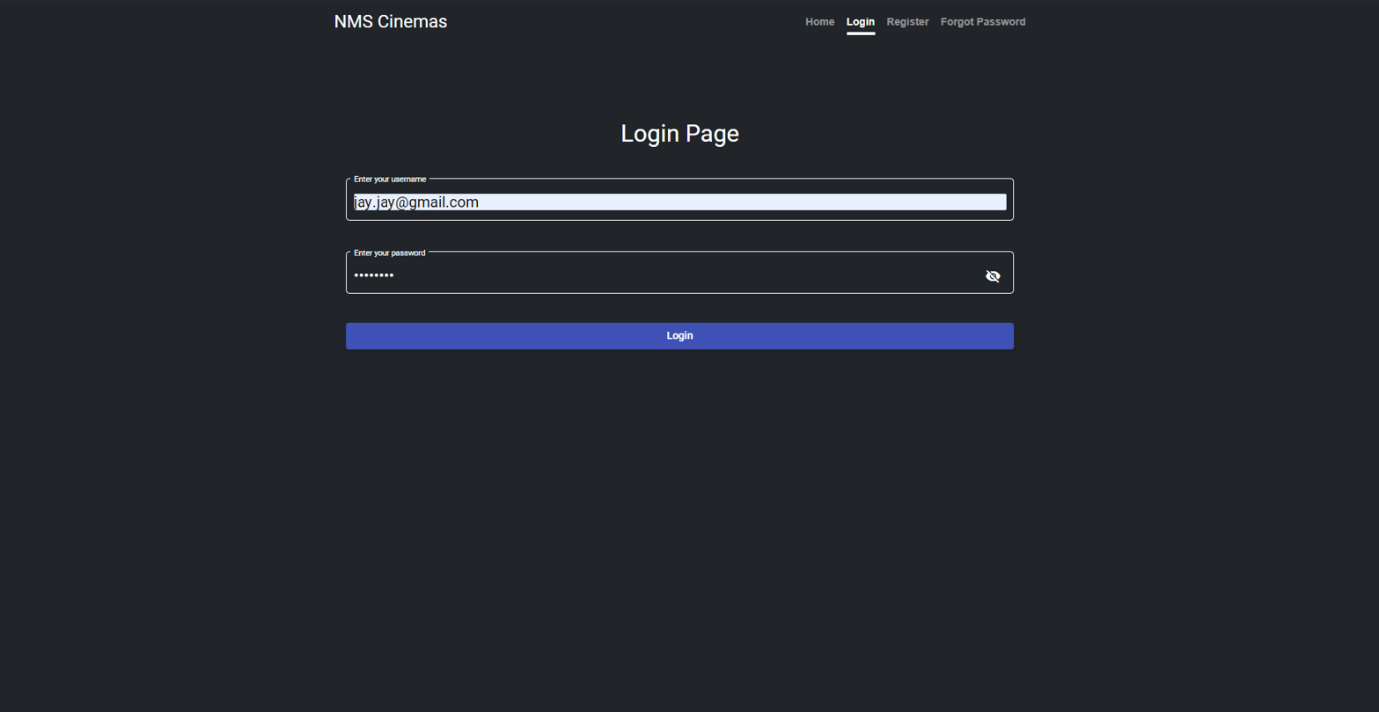 NMS Cinemas
Home Login Register Forgot Password
Login Page
Enter your username
jay.jay@gmail.com
Enter your password
••••••••
Login